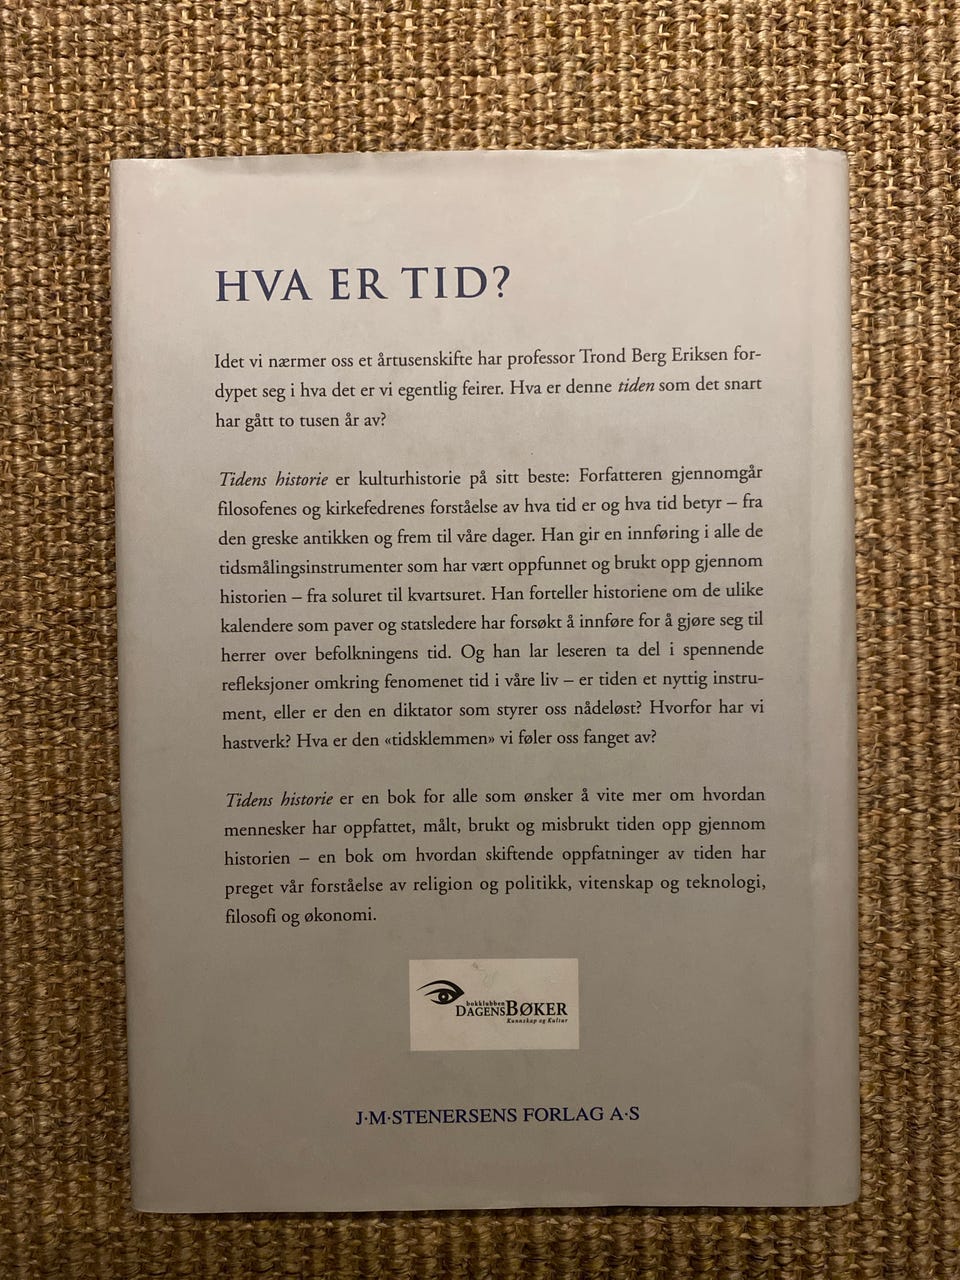 HVA ER TID?
Idet vi nærmer oss et årtusenskifte har professor Trond Berg Eriksen for-
dypet seg i hva det er vi egentlig feirer. Hva er denne tiden som det snart
har gått to tusen år av?
Tidens historie er kulturhistorie på sitt beste: Forfatteren gjennomgår
filosofenes og kirkefedrenes forståelse av hva tid er og hva tid betyr – fra
den greske antikken og frem til våre dager. Han gir en innføring i alle de
tidsmålingsinstrumenter som har vært oppfunnet og brukt opp gjennom
historien – fra soluret til kvartsuret. Han forteller historiene om de ulike
kalendere som paver og statsledere har forsøkt å innføre for å gjøre seg til
herrer over befolkningens tid. Og han lar leseren ta del i spennende
refleksjoner omkring fenomenet tid i våre liv – er tiden et nyttig instru-
ment, eller er den en diktator som styrer oss nådeløst? Hvorfor har vi
hastverk? Hva er den «tidsklemmen» vi føler oss fanget av?
Tidens historie er en bok for alle som ønsker å vite mer om hvordan
mennesker har oppfattet, målt, brukt og misbrukt tiden opp gjennom
historien – en bok om hvordan skiftende oppfatninger av tiden har
preget vår forståelse av religion og politikk, vitenskap og teknologi,
filosofi og økonomi.
bokklubben
DAGENSBØKER
Kunnskap og Kultur
J·M·STENERSENS FORLAG A·S